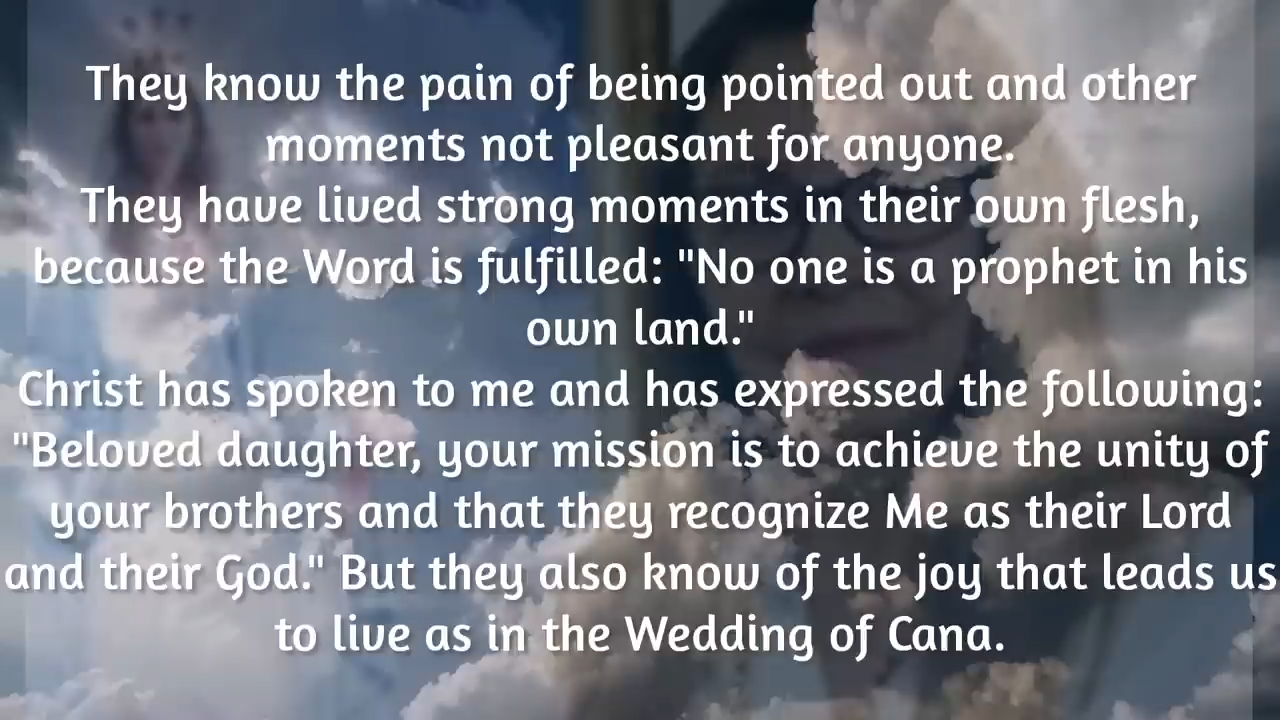 They know the pain of being pointed out and other
moments not pleasant for anyone.
They have lived strong moments in their own flesh,
because the Word is fulfilled: "No one is a prophet in his
own land."
Christ has spoken to me and has expressed the following:
"Beloved daughter, your mission is to achieve the unity of
your brothers and that they recognize Me as their Lord
and their God." But they also know of the joy that leads us
to live as in the Wedding of Cana.